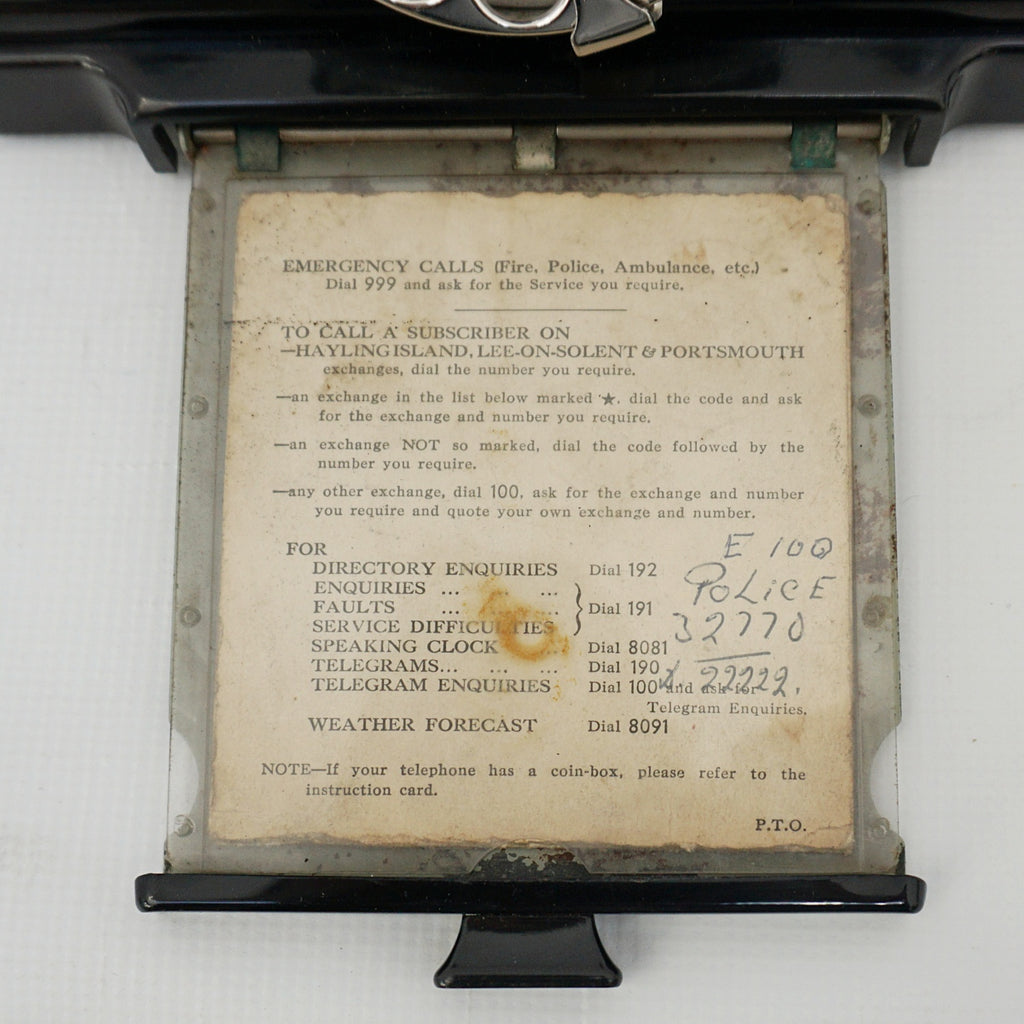 EMERGENCY CALLS (Fire, Police, Ambulance, etc.)
Dial 999 and ask for the Service you require.
TO CALL A SUBSCRIBER ON
—HAYLING ISLAND, LEE-ON-SOLENT & PORTSMOUTH
exchanges, dial the number you require.
—an exchange in the list below marked ★, dial the code and ask
for the exchange and number you require.
—an exchange NOT so marked, dial the code followed by the
number you require.
—any other exchange, dial 100, ask for the exchange and number
you require and quote your own exchange and number.
FOR
E 100
DIRECTORY ENQUIRIES Dial 192
POLICE
ENQUIRIES ... ...
FAULTS ... ... } Dial 191
SERVICE DIFFICULTIES
32770
SPEAKING CLOCK ... Dial 8081
TELEGRAMS... ... ... Dial 190
22222.
TELEGRAM ENQUIRIES Dial 100 and ask for
Telegram Enquiries.
WEATHER FORECAST Dial 8091
NOTE—If your telephone has a coin-box, please refer to the
instruction card.
P.T.O.